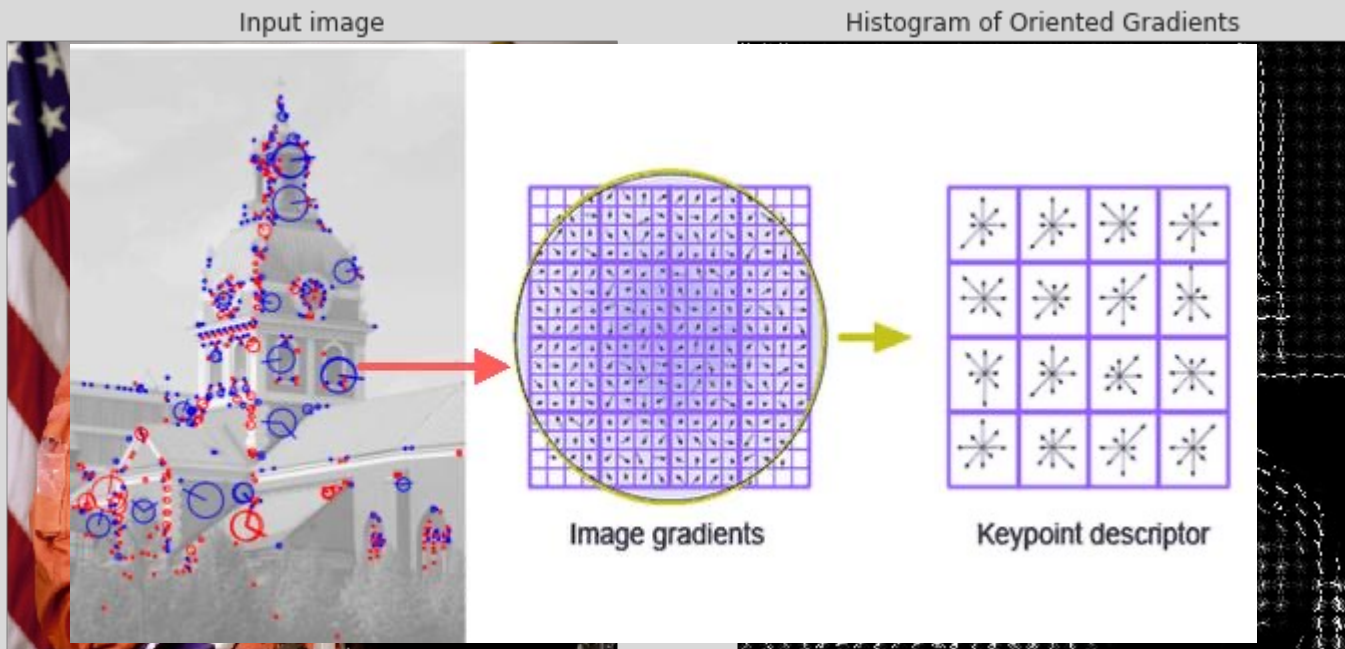 Input image
Histogram of Oriented Gradients
Image gradients
Keypoint descriptor